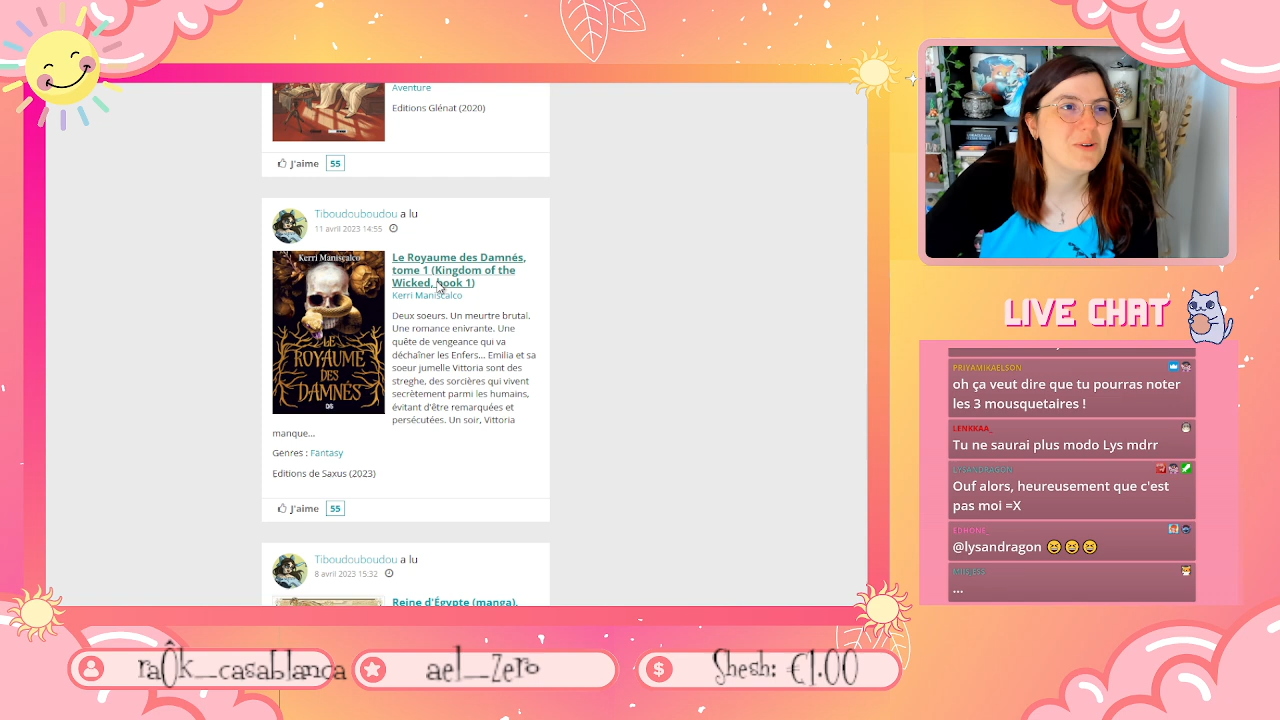 Aventure
Editions Glénat (2020)
J'aime 55
Tiboudouboudou a lu
11 avril 2023 14:55
Kerri Maniscalco
LE
ROYAUME
DES
DAMNÉS
Le Royaume des Damnés,
tome 1 (Kingdom of the
Wicked, book 1)
Kerri Maniscalco
Deux soeurs. Un meurtre brutal.
Une romance enivrante. Une
quête de vengeance qui va
déchaîner les Enfers... Emilia et sa
soeur jumelle Vittoria sont des
streghe, des sorcières qui vivent
secrètement parmi les humains,
évitant d'être remarquées et
persécutées. Un soir, Vittoria
manque...
Genres : Fantasy
Editions de Saxus (2023)
J'aime 55
Tiboudouboudou a lu
8 avril 2023 15:32
Reine d'Égypte (manga),
LIVE CHAT
PRIYAMIKAELSON
oh ça veut dire que tu pourras noter
les 3 mousquetaires !
LENKKAA_
Tu ne saurai plus modo Lys mdrr
LYSANDRAGON
Ouf alors, heureusement que c'est
pas moi =X
EDHONE_
@lysandragon 😆😆😆
...
raÔk_casablanca
ael_Zero
Shesh: €1.00